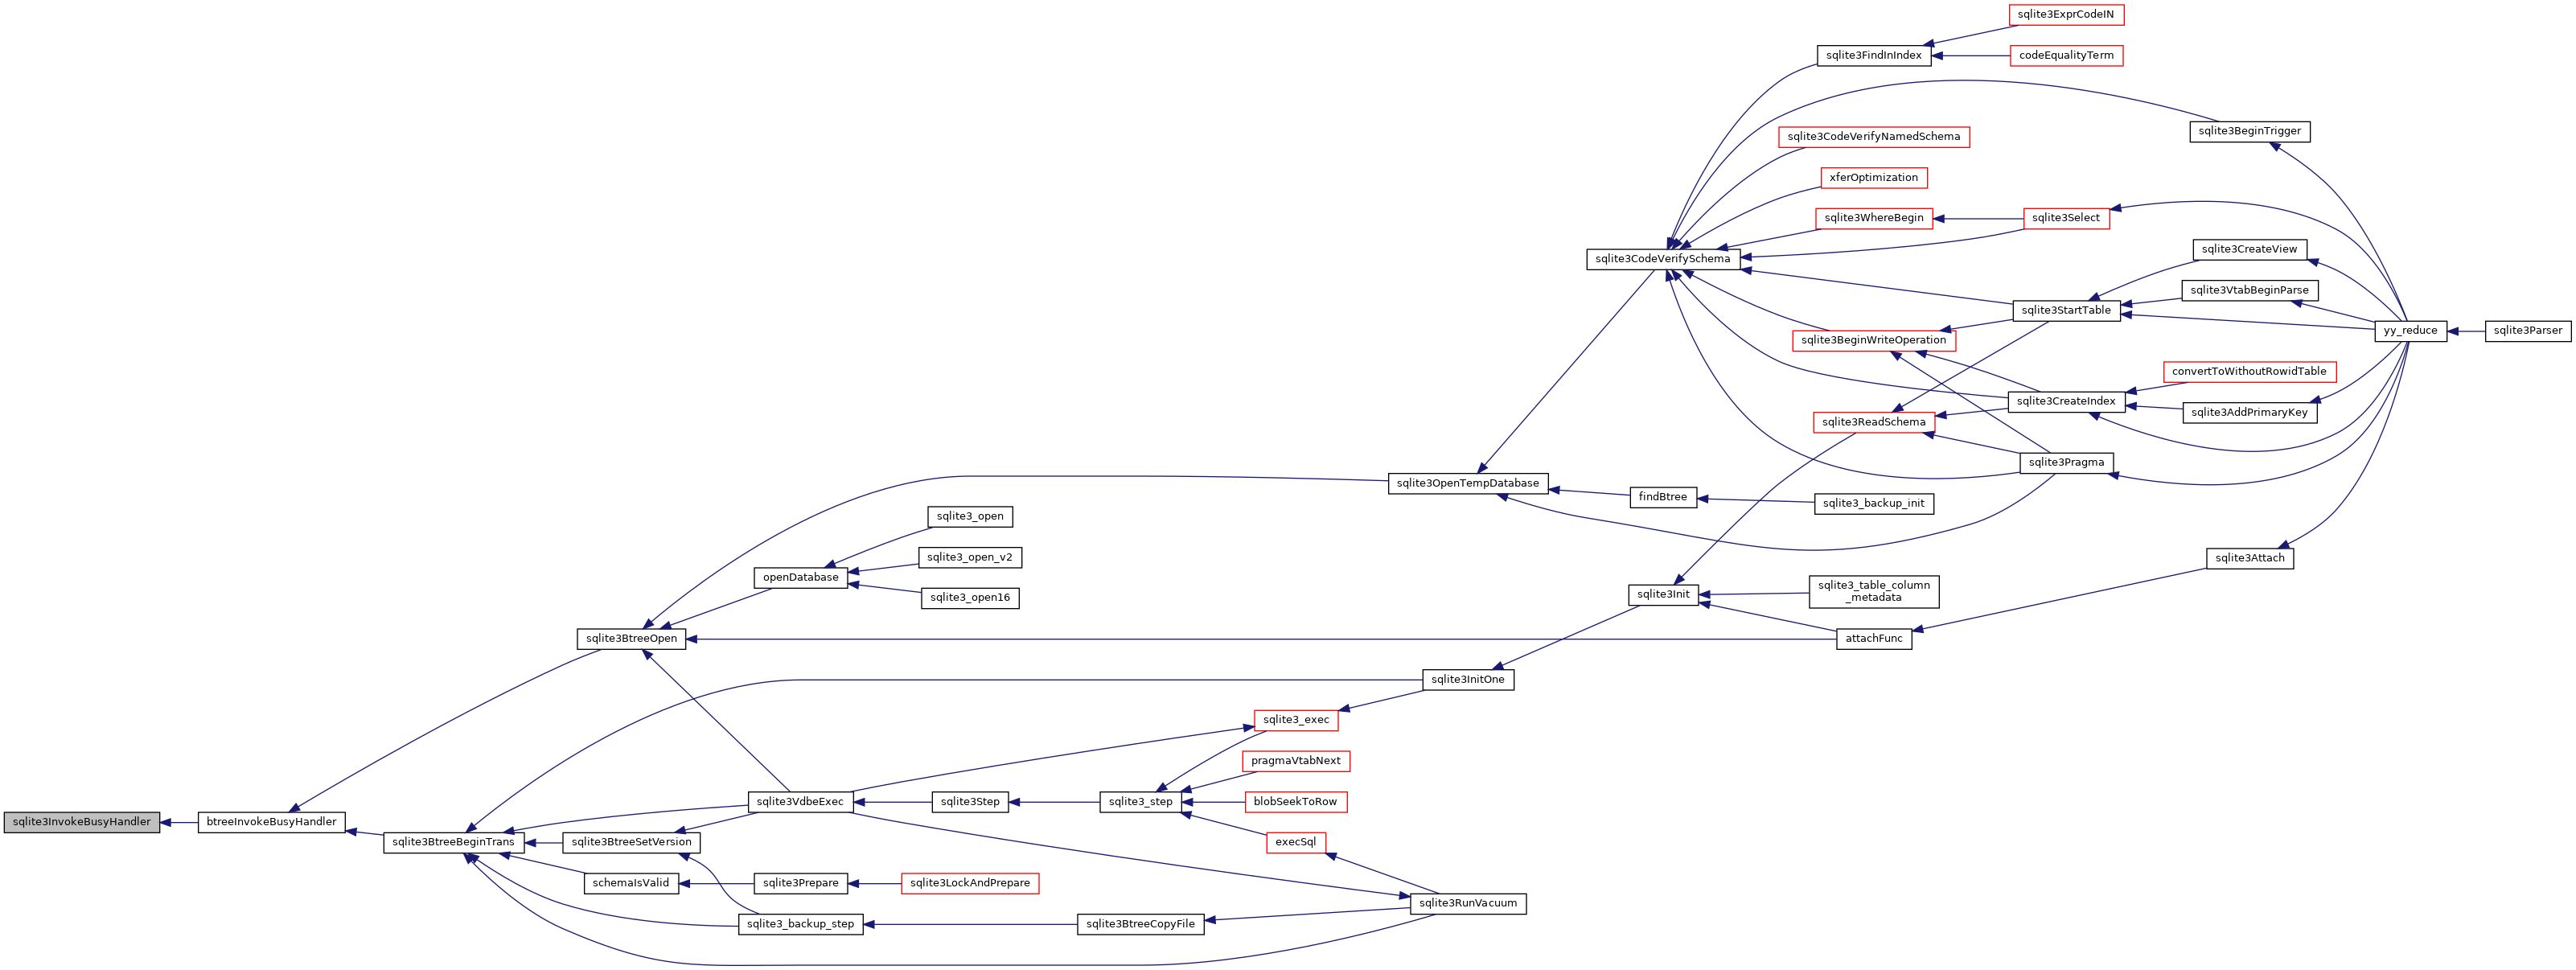 sqlite3ExprCodeIN
sqlite3FindInIndex
codeEqualityTerm
sqlite3BeginTrigger
sqlite3CodeVerifyNamedSchema
xferOptimization
sqlite3WhereBegin
sqlite3Select
sqlite3CreateView
sqlite3CodeVerifySchema
sqlite3VtabBeginParse
sqlite3StartTable
yy_reduce
sqlite3Parser
sqlite3BeginWriteOperation
convertToWithoutRowidTable
sqlite3CreateIndex
sqlite3AddPrimaryKey
sqlite3ReadSchema
sqlite3Pragma
sqlite3OpenTempDatabase
findBtree
sqlite3_backup_init
sqlite3_open
sqlite3_open_v2
sqlite3Attach
openDatabase
sqlite3_open16
sqlite3Init
sqlite3_table_column
_metadata
sqlite3BtreeOpen
attachFunc
sqlite3InitOne
sqlite3_exec
pragmaVtabNext
sqlite3VdbeExec
sqlite3Step
sqlite3_step
blobSeekToRow
sqlite3InvokeBusyHandler
btreeInvokeBusyHandler
sqlite3BtreeBeginTrans
sqlite3BtreeSetVersion
execSql
schemaIsValid
sqlite3Prepare
sqlite3LockAndPrepare
sqlite3RunVacuum
sqlite3_backup_step
sqlite3BtreeCopyFile